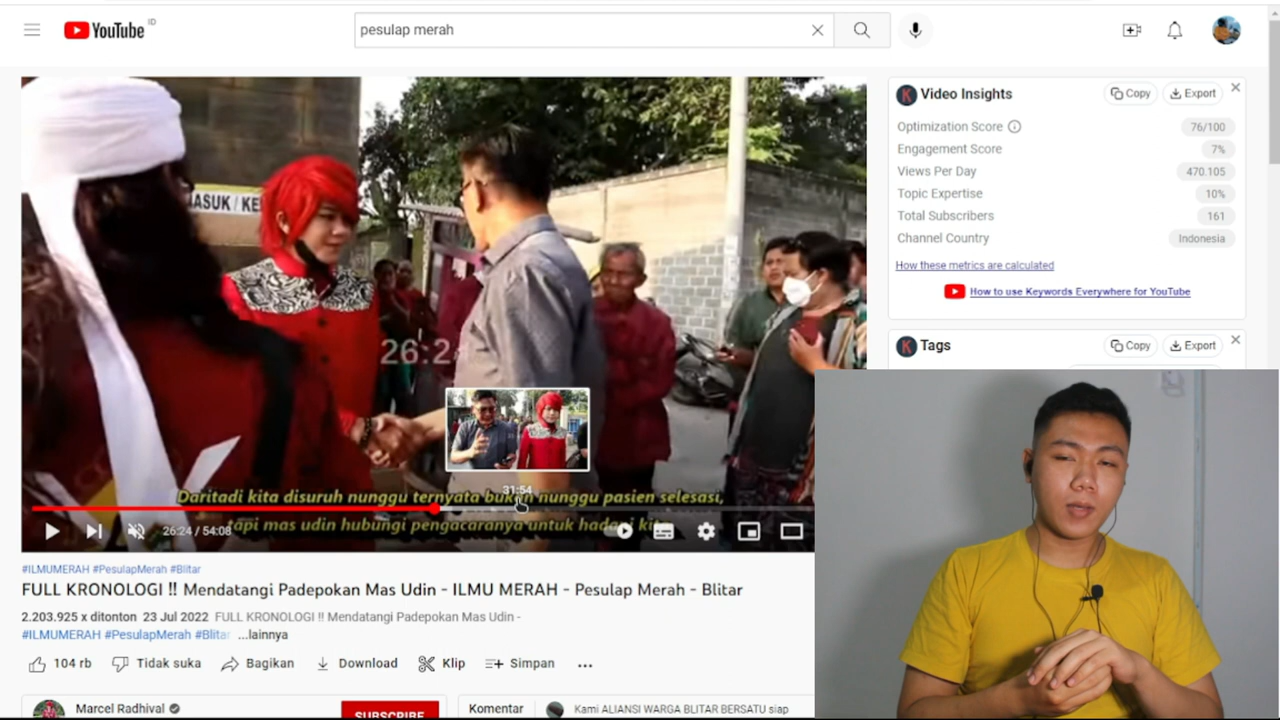 YouTube ID
pesulap merah
ASUK / KE
26:24
31:54
Daritadi kita disuruh nunggu ternyata bukan nunggu pasien selesasi,
tapi mas udin hubungi pengacaranya untuk hadapi kita
26:24 / 54:08
#ILMUMERAH #PesulapMerah #Blitar
FULL KRONOLOGI !! Mendatangi Padepokan Mas Udin - ILMU MERAH - Pesulap Merah - Blitar
2.203.925 x ditonton 23 Jul 2022 FULL KRONOLOGI !! Mendatangi Padepokan Mas Udin -
#ILMUMERAH #PesulapMerah #Blitar ...lainnya
104 rb Tidak suka Bagikan Download Klip Simpan ...
Marcel Radhival
SUBSCRIBE
Komentar
Kami ALIANSI WARGA BLITAR BERSATU siap
K Video Insights Copy Export
Optimization Score 76/100
Engagement Score 7%
Views Per Day 470.105
Topic Expertise 10%
Total Subscribers 161
Channel Country Indonesia
How these metrics are calculated
How to use Keywords Everywhere for YouTube
K Tags Copy Export